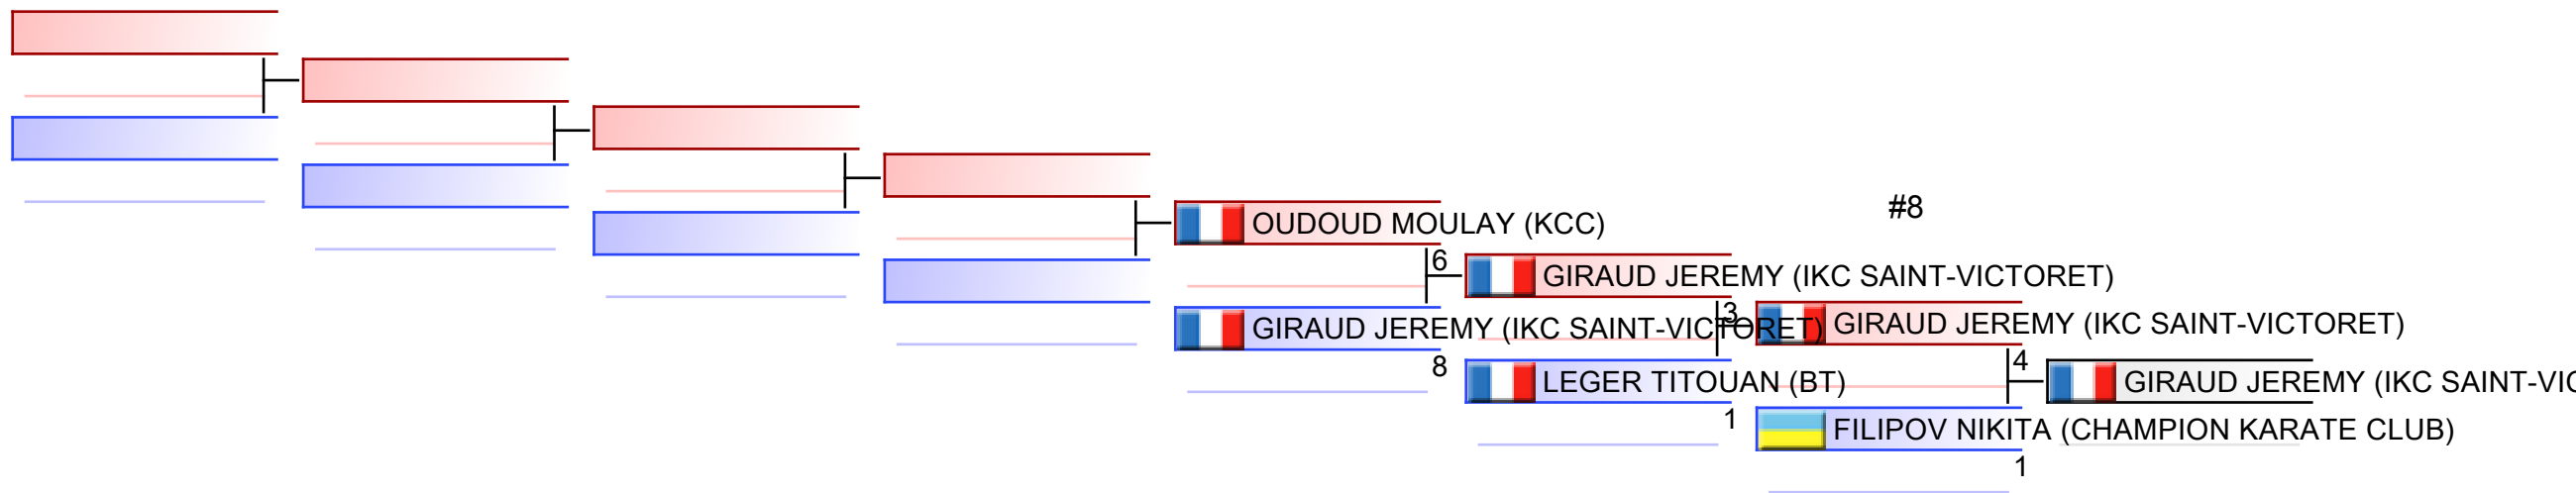 #8
OUDOUD MOULAY (KCC)
6
GIRAUD JEREMY (IKC SAINT-VICTORET)
3
GIRAUD JEREMY (IKC SAINT-VICTORET)
GIRAUD JEREMY (IKC SAINT-VICTORET)
8
LEGER TITOUAN (BT)
4
GIRAUD JEREMY (IKC SAINT-VIC
1
FILIPOV NIKITA (CHAMPION KARATE CLUB)
1